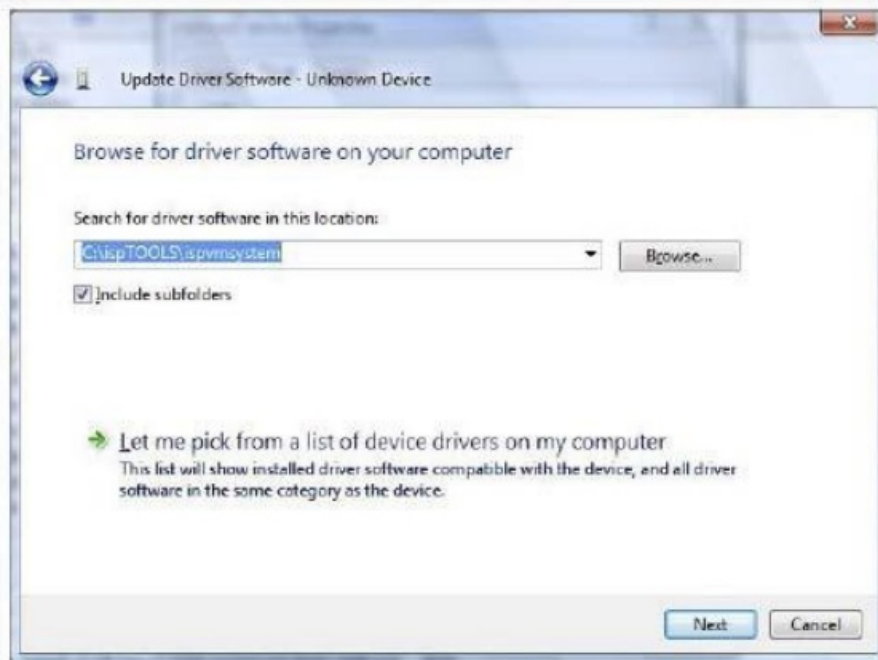 Update Driver Software - Unknown Device
Browse for driver software on your computer
Search for driver software in this location:
C:\ispTOOLS\ispvmsystem
Browse...
Include subfolders
Let me pick from a list of device drivers on my computer
This list will show installed driver software compatible with the device, and all driver
software in the same category as the device.
Next
Cancel